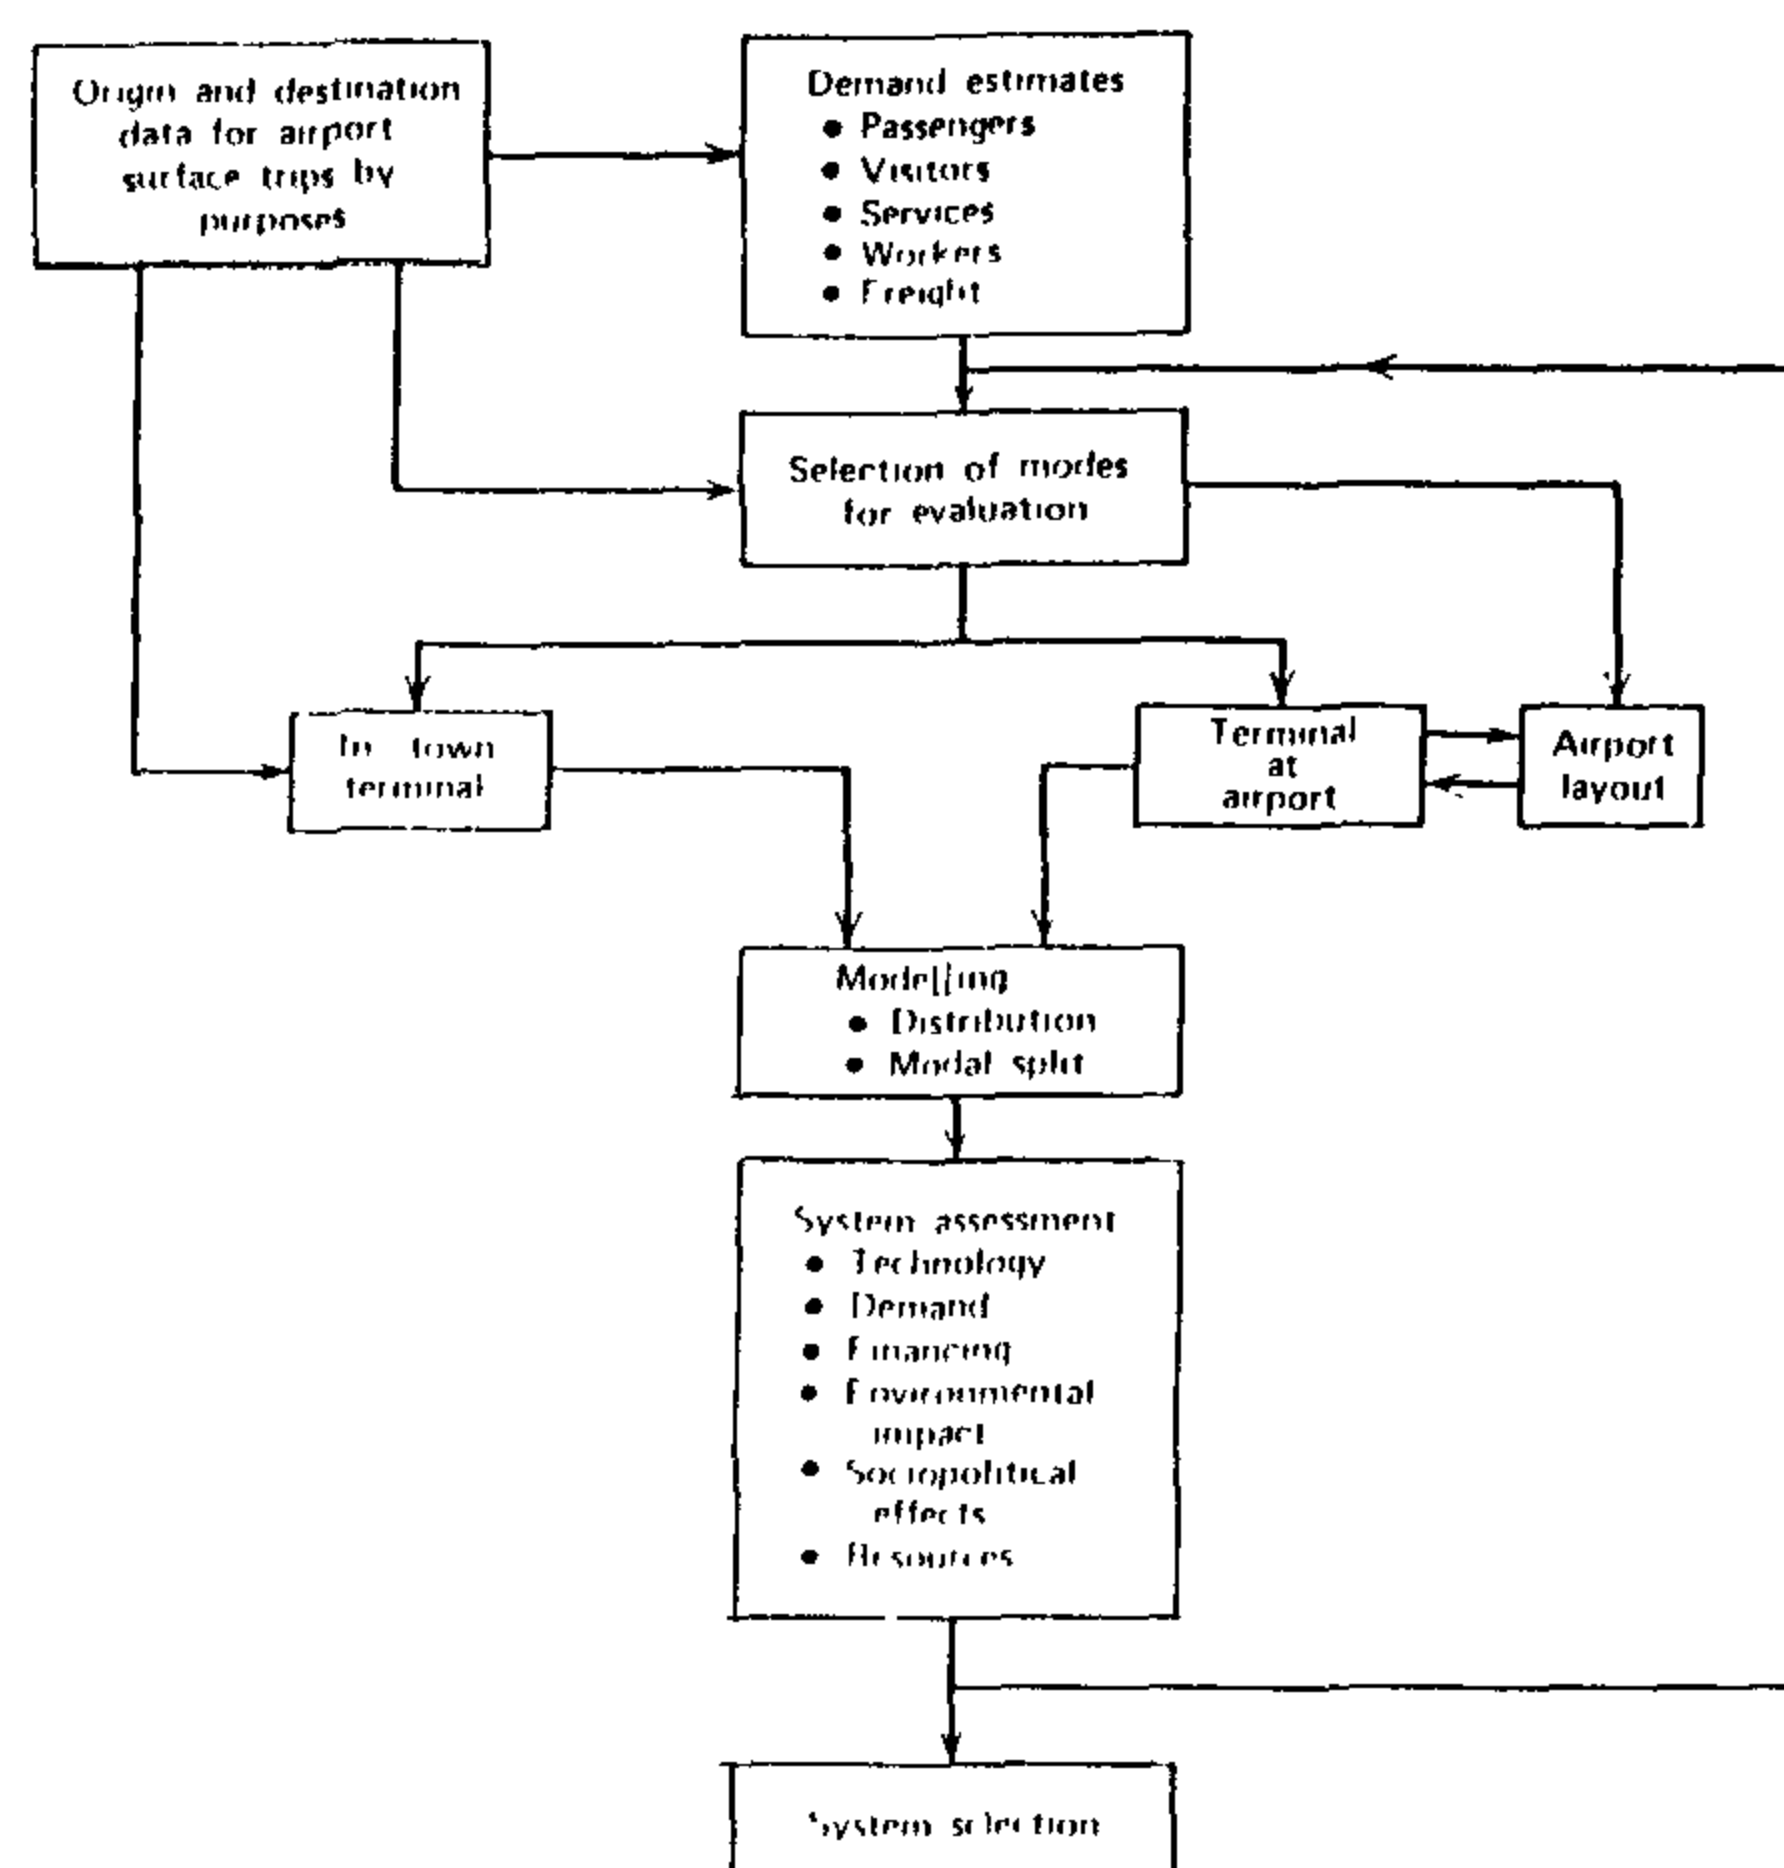 Origin and destination
data for airport
surface trips by
purposes
Demand estimates
• Passengers
• Visitors
• Services
• Workers
• Freight
Selection of modes
for evaluation
In town
terminal
Terminal
at
airport
Airport
layout
Modelling
• Distribution
• Modal split
System assessment
• Technology
• Demand
• Financing
• Environmental
impact
• Sociopolitical
effects
• Resources
System selection